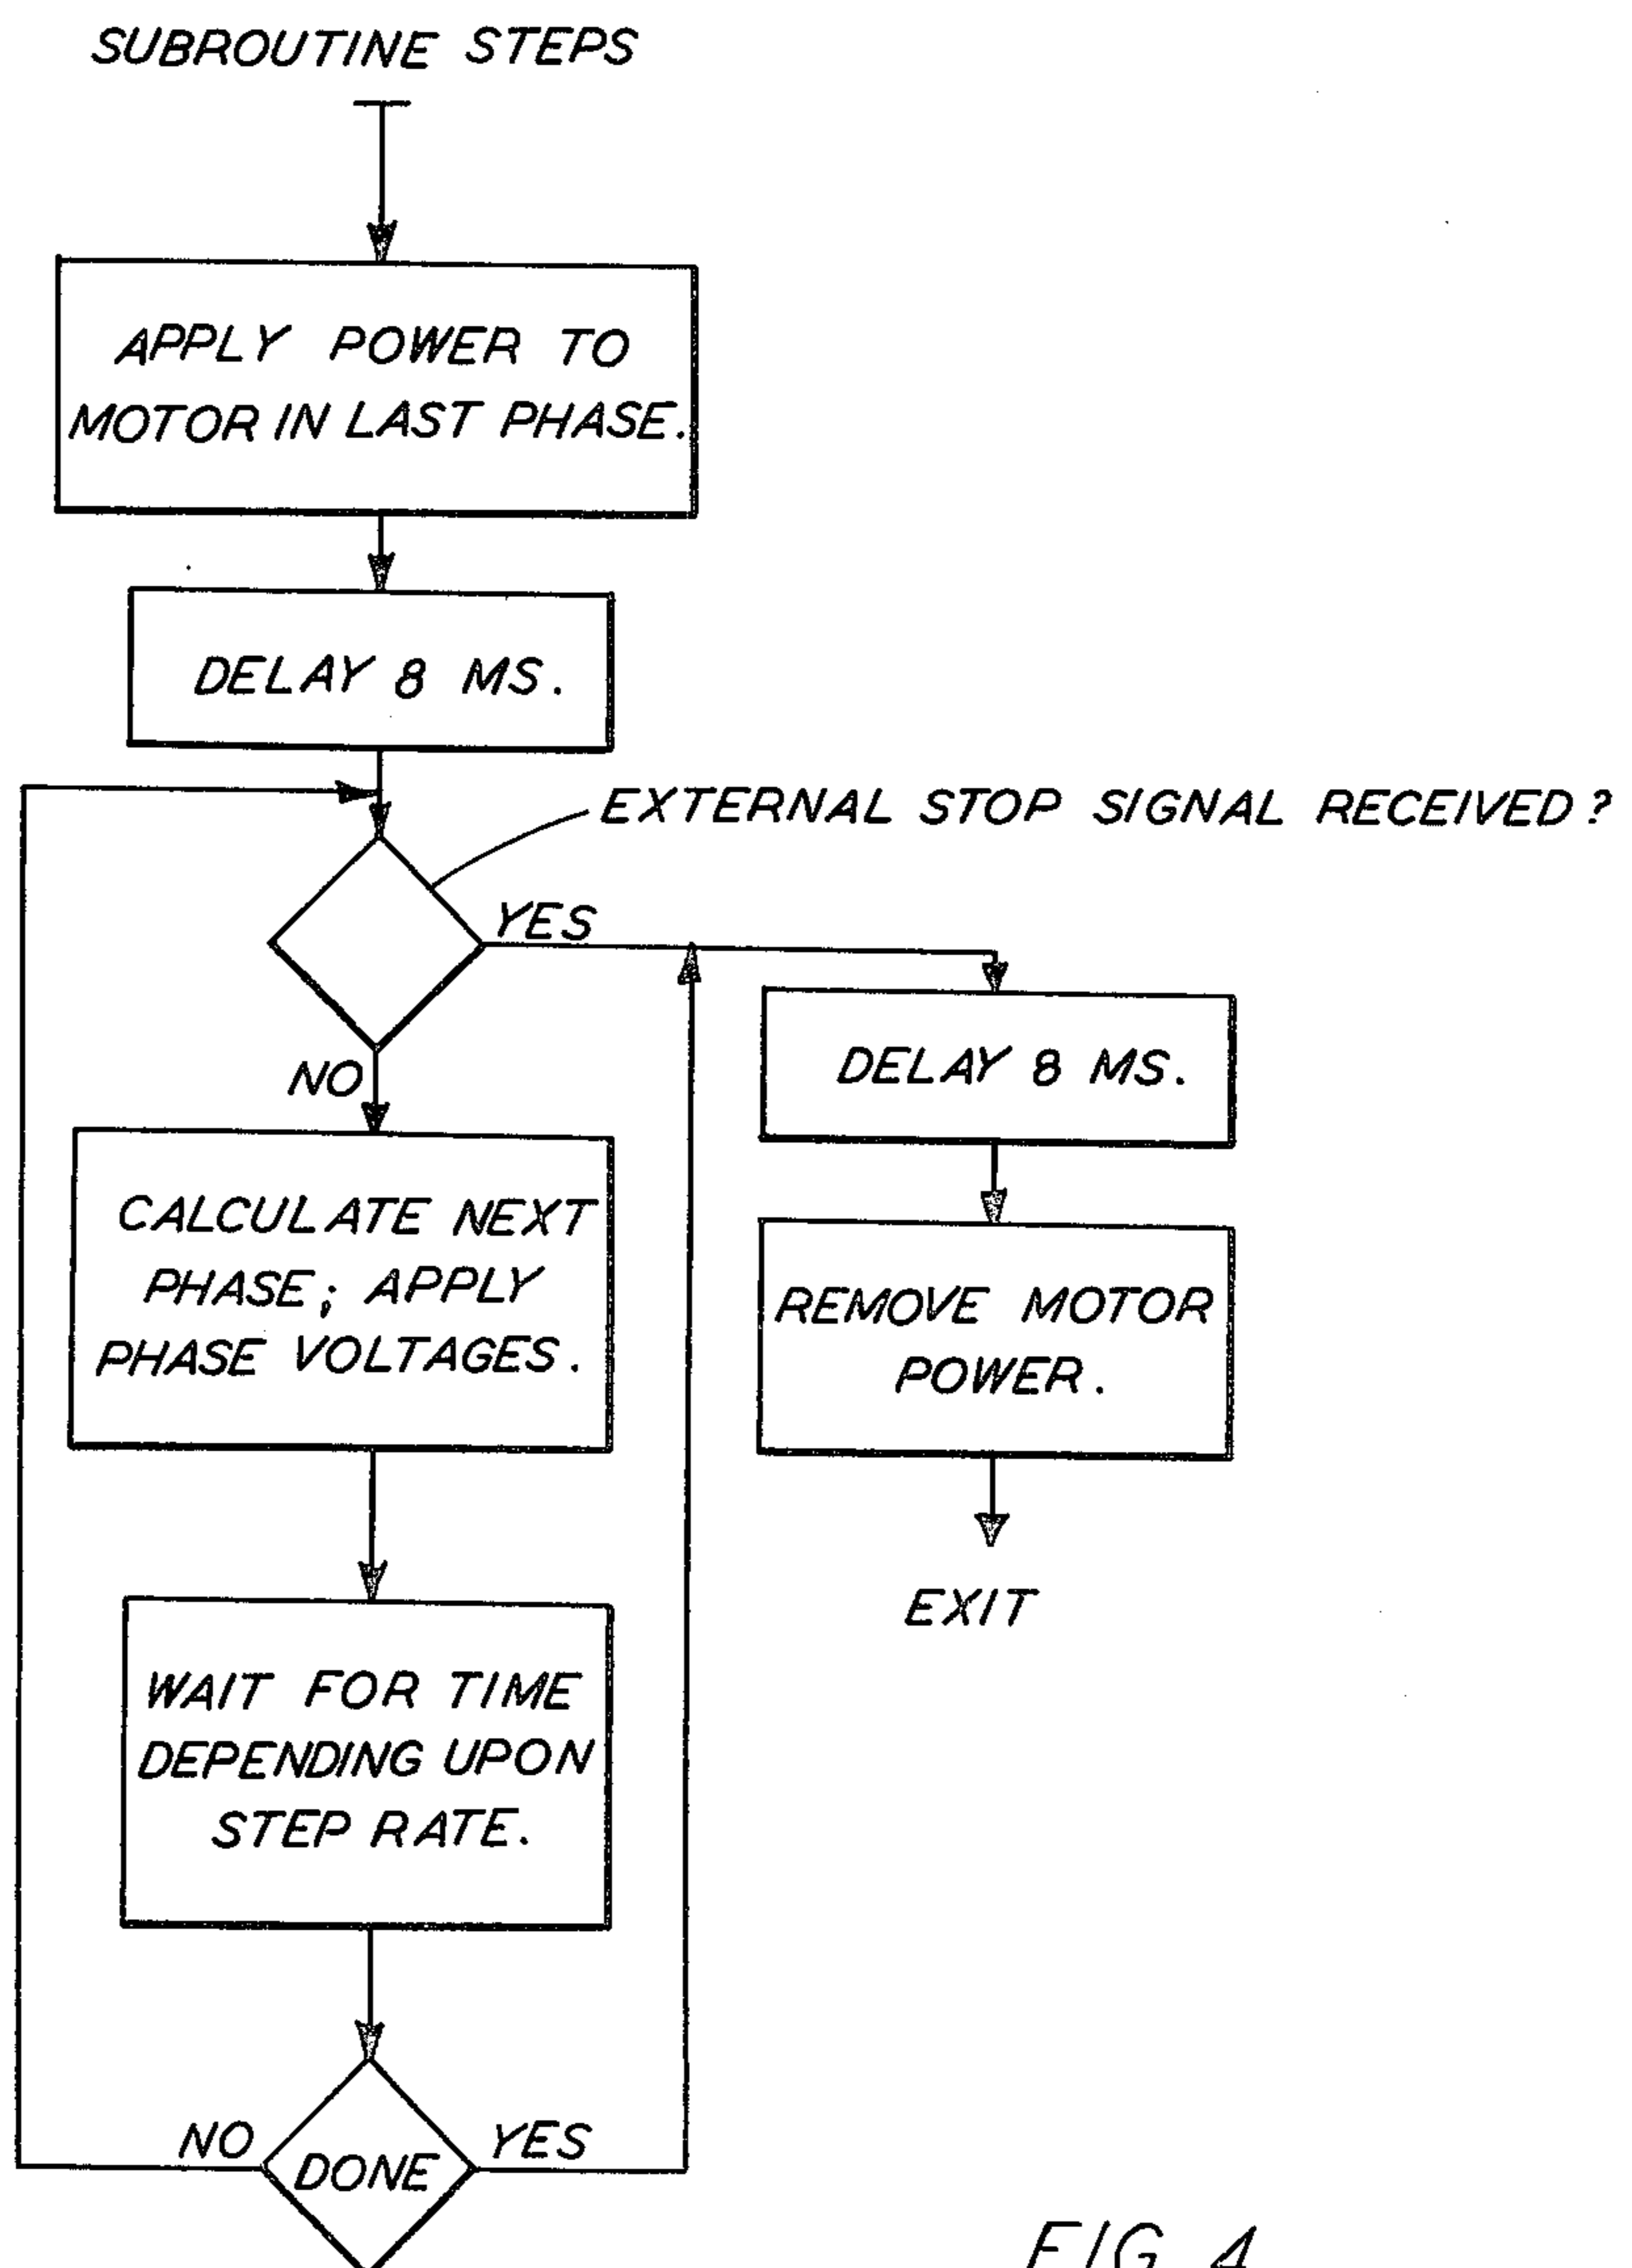 SUBROUTINE STEPS
APPLY POWER TO
MOTOR IN LAST PHASE.
DELAY 8 MS.
EXTERNAL STOP SIGNAL RECEIVED?
YES
NO
DELAY 8 MS.
CALCULATE NEXT
PHASE; APPLY
PHASE VOLTAGES.
REMOVE MOTOR
POWER.
EXIT
WAIT FOR TIME
DEPENDING UPON
STEP RATE.
NO
DONE
YES
FIG. 4